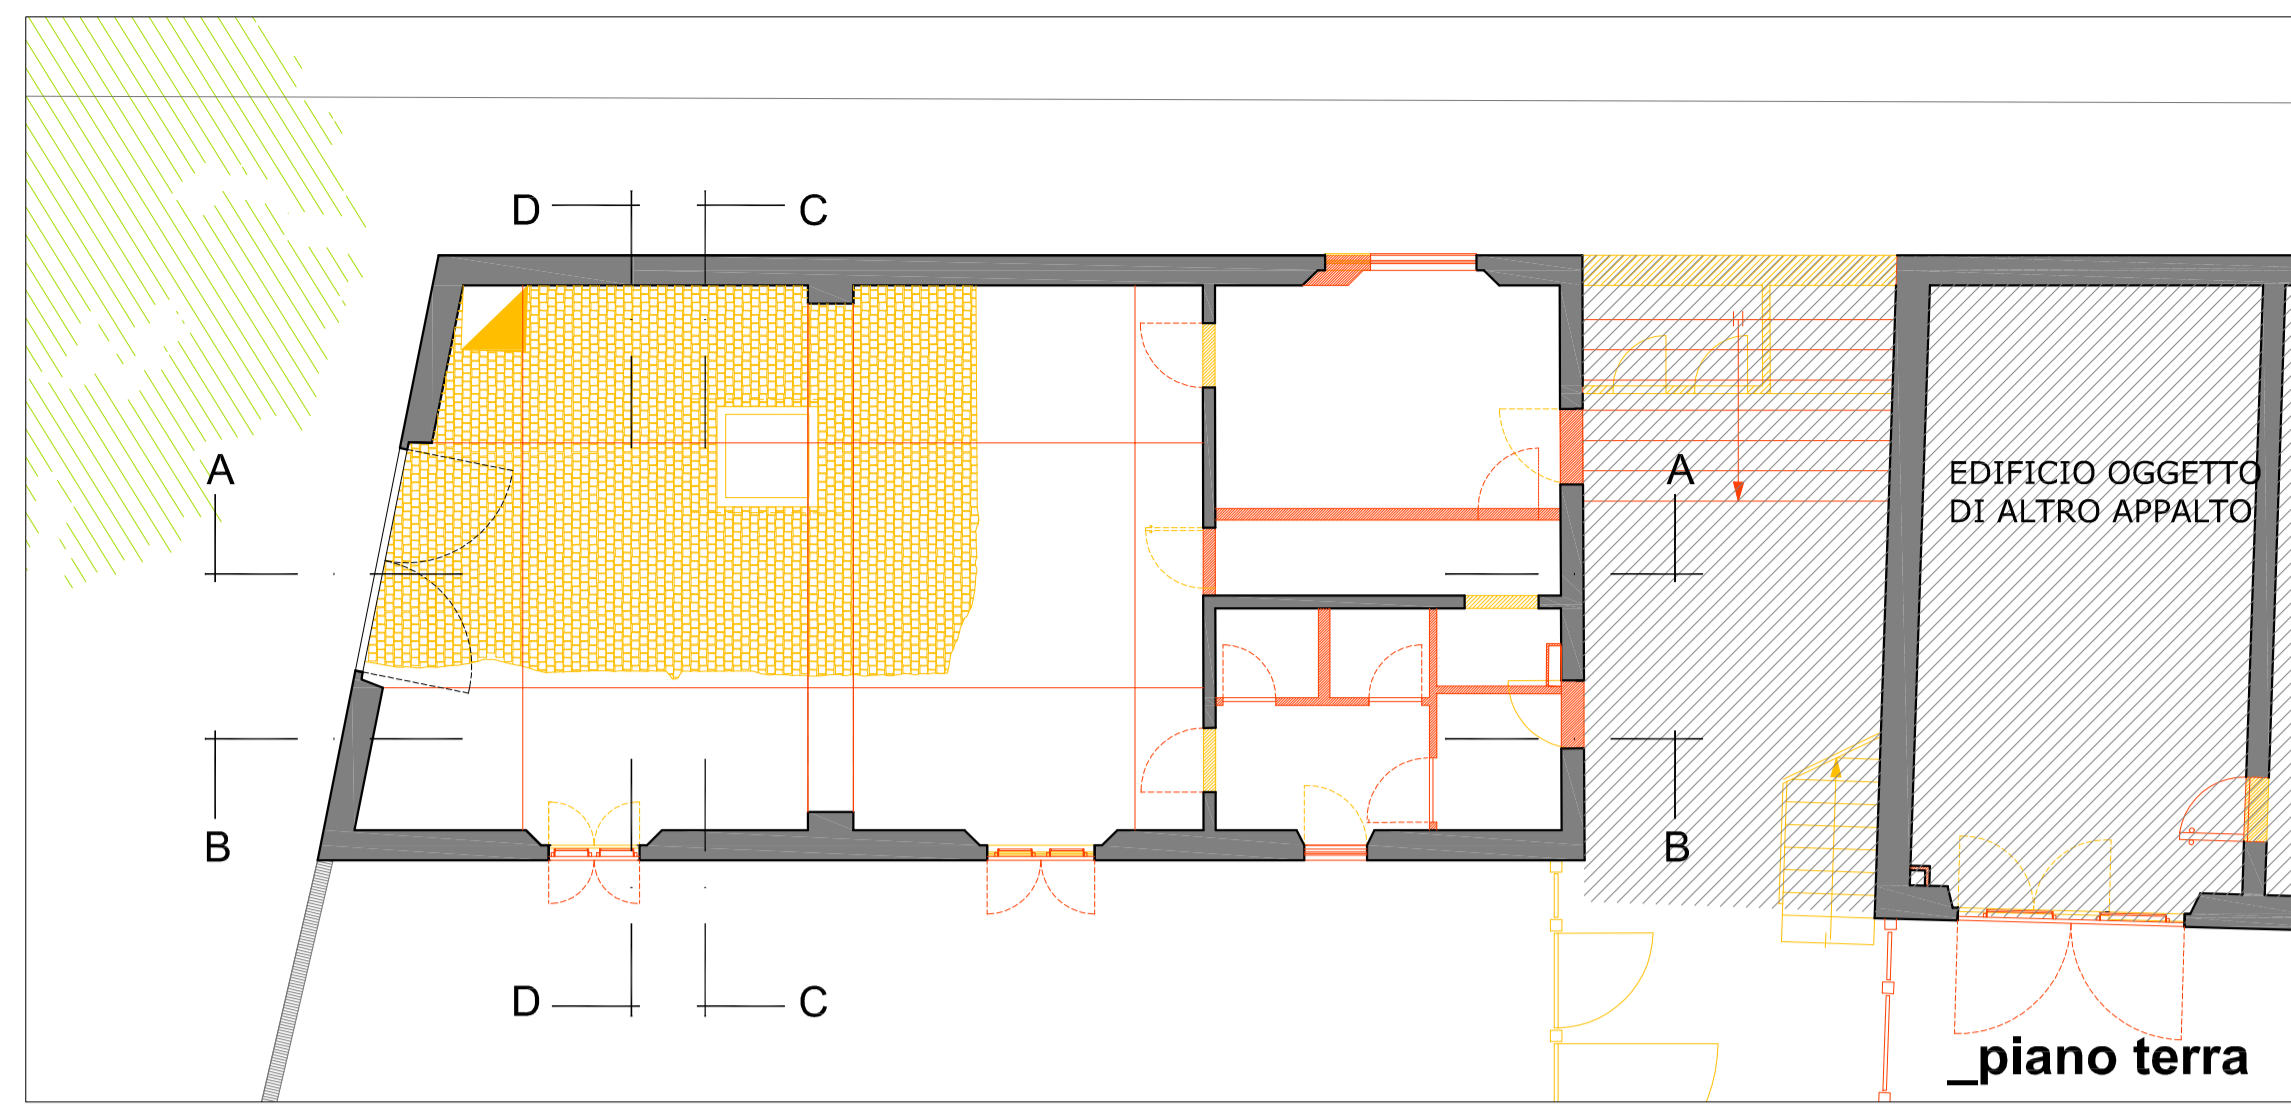 D C
A A
EDIFICIO OGGETTO
DI ALTRO APPALTO
B B
D C
_piano terra